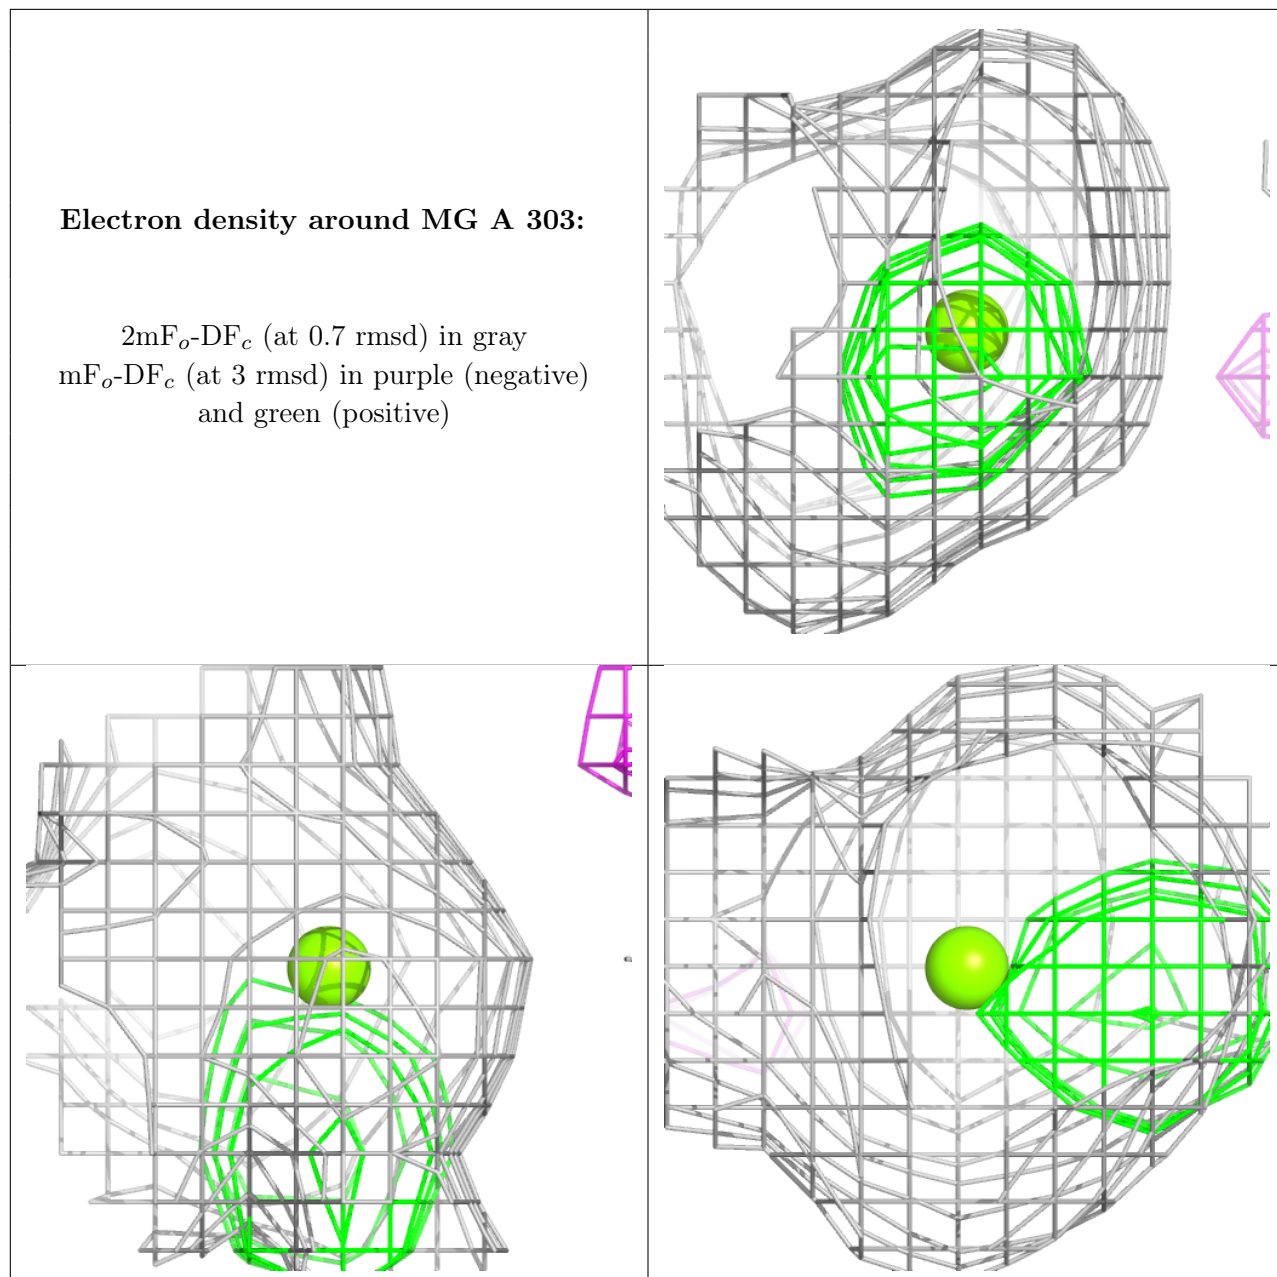 Electron density around MG A 303:
2mFo-DFc (at 0.7 rmsd) in gray
mFo-DFc (at 3 rmsd) in purple (negative)
and green (positive)